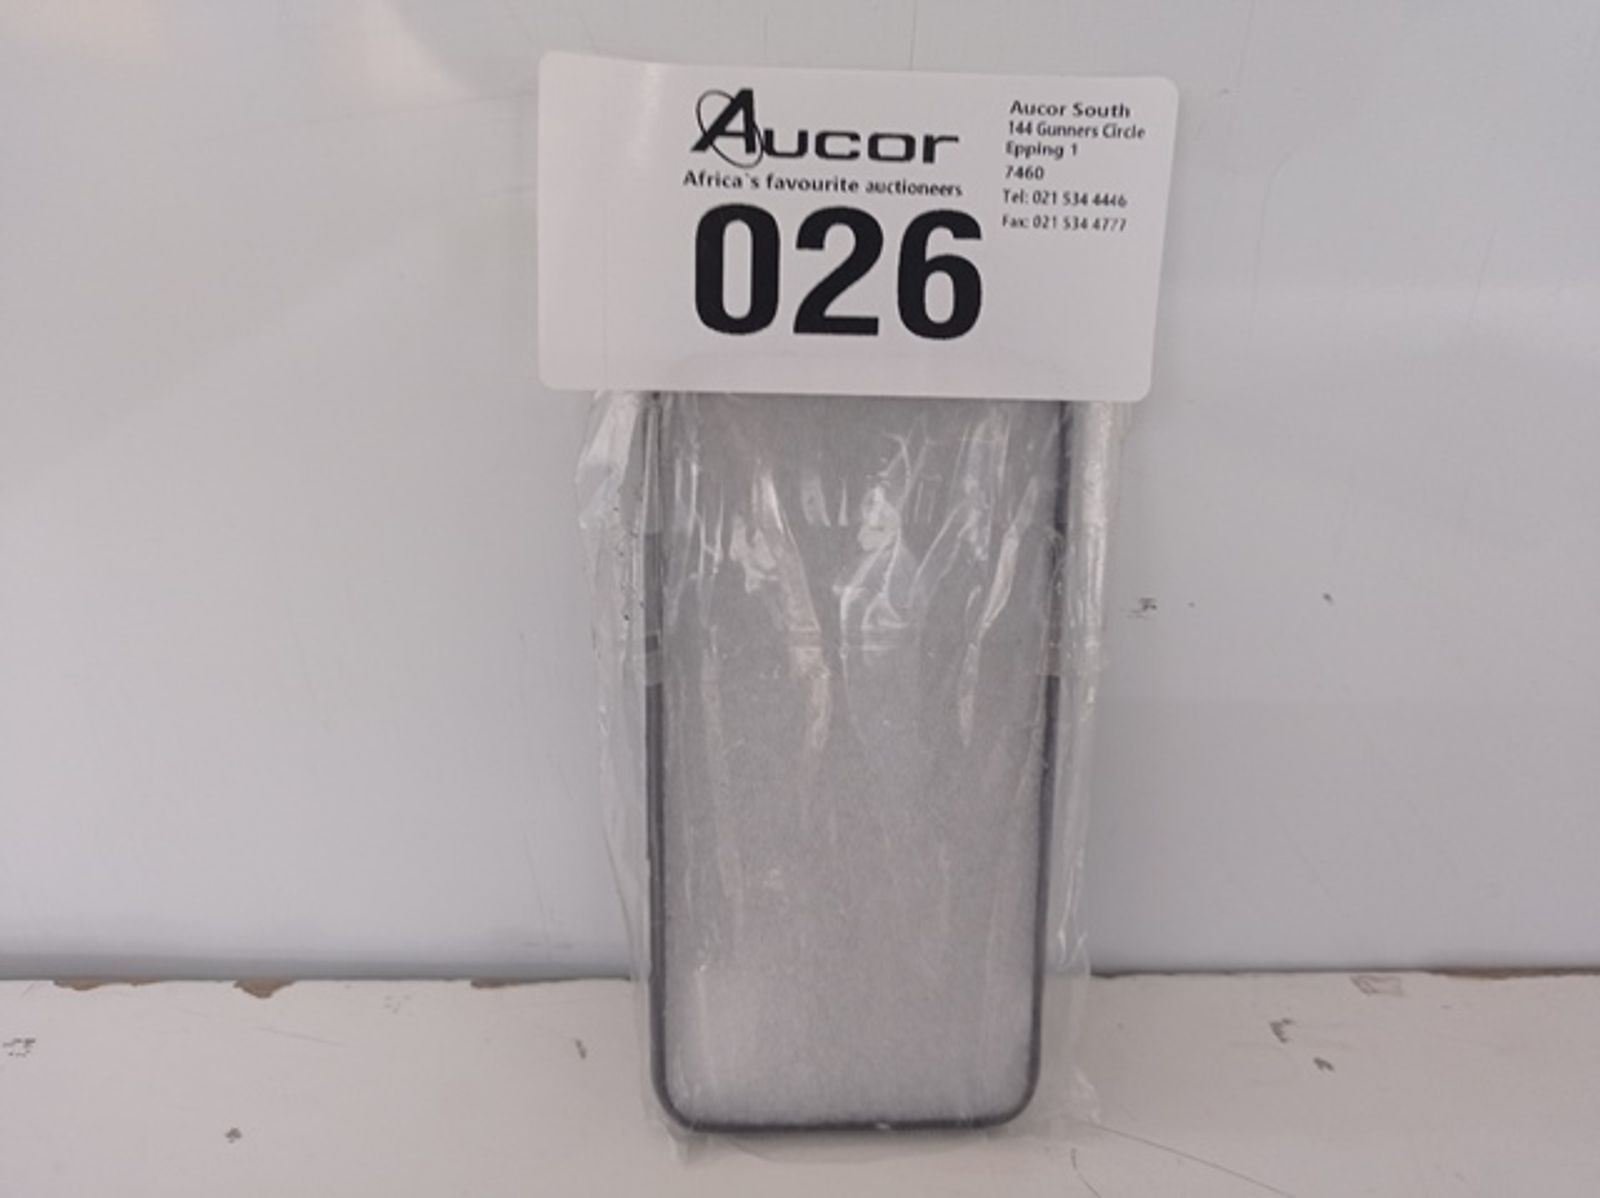 Aucor
Africa's favourite auctioneers
026
Aucor South
144 Gunners Circle
Epping 1
7460
Tel: 021 534 4446
Fax: 021 534 4777